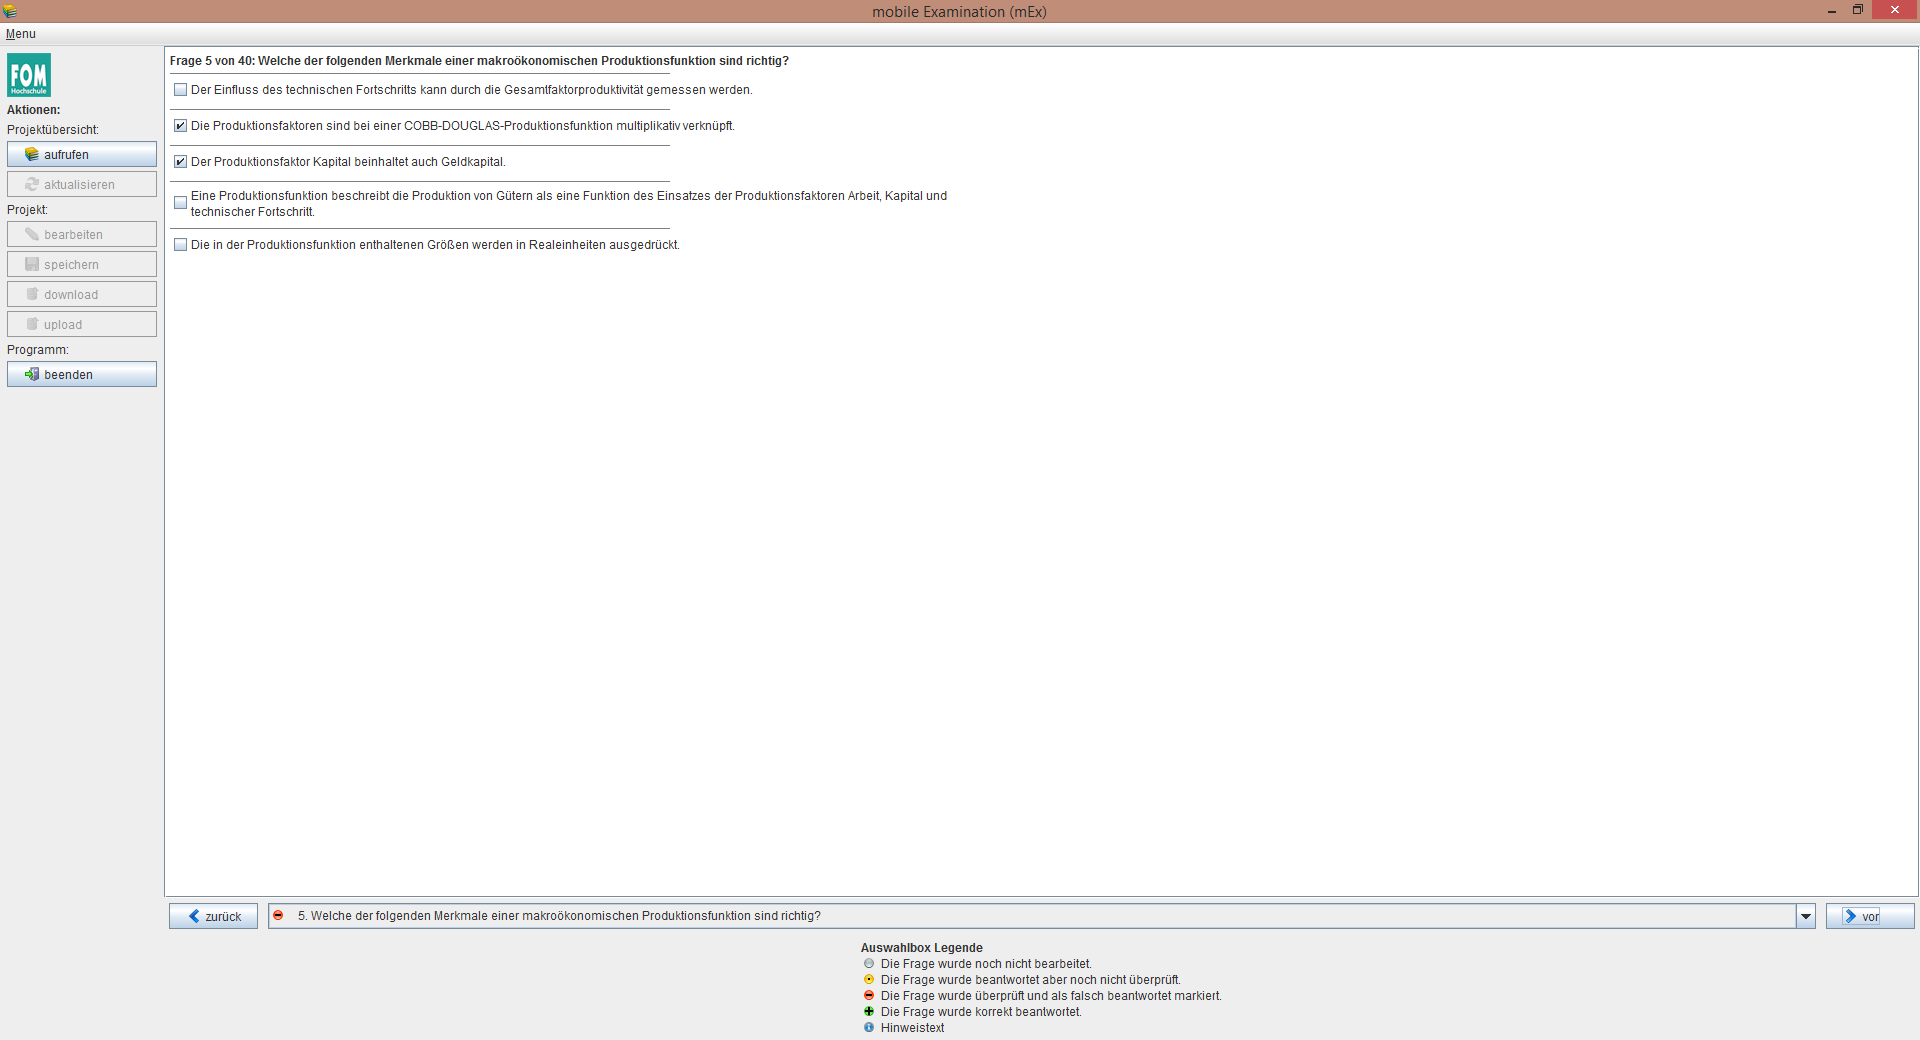 mobile Examination (mEx)
Menu
FOM
Hochschule
Aktionen:
Projektübersicht:
aufrufen
aktualisieren
Projekt:
bearbeiten
speichern
download
upload
Programm:
beenden
Frage 5 von 40: Welche der folgenden Merkmale einer makroökonomischen Produktionsfunktion sind richtig?
Der Einfluss des technischen Fortschritts kann durch die Gesamtfaktorproduktivität gemessen werden.
Die Produktionsfaktoren sind bei einer COBB-DOUGLAS-Produktionsfunktion multiplikativ verknüpft.
Der Produktionsfaktor Kapital beinhaltet auch Geldkapital.
Eine Produktionsfunktion beschreibt die Produktion von Gütern als eine Funktion des Einsatzes der Produktionsfaktoren Arbeit, Kapital und
technischer Fortschritt.
Die in der Produktionsfunktion enthaltenen Größen werden in Realeinheiten ausgedrückt.
zurück
5. Welche der folgenden Merkmale einer makroökonomischen Produktionsfunktion sind richtig?
vor
Auswahlbox Legende
Die Frage wurde noch nicht bearbeitet.
Die Frage wurde beantwortet aber noch nicht überprüft.
Die Frage wurde überprüft und als falsch beantwortet markiert.
Die Frage wurde korrekt beantwortet.
Hinweistext